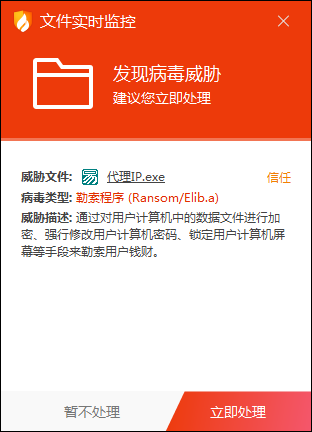 文件实时监控
发现病毒威胁
建议您立即处理
威胁文件: 代理IP.exe 信任
病毒类型: 勒索程序 (Ransom/Elib.a)
威胁描述: 通过对用户计算机中的数据文件进行加
密、强行修改用户计算机密码、锁定用户计算机屏
幕等手段来勒索用户钱财。
暂不处理 立即处理